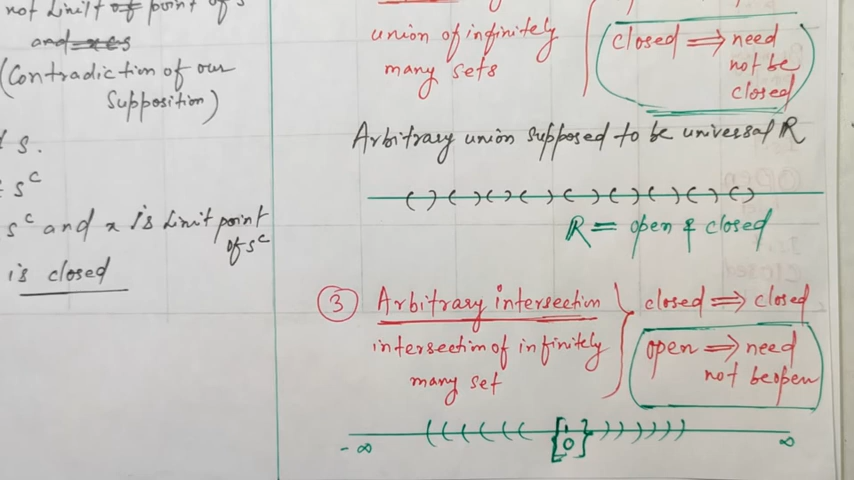 not limit of point of s
and x ∈ s
(Contradiction of our
Supposition)
s.
s^c
s^c and x is limit point
of s^c
is closed
union of infinitely
many sets
closed ⟹ need
not be
closed
Arbitrary union supposed to be universal R
( ) ( ) ( ) ( ) ( ) ( ) ( ) ( ) ( )
R = open & closed
③ Arbitrary intersection
intersectim of infinitely
many set
closed ⟹ closed
open ⟹ need
not be open
-∞ ( ( ( ( ( ( { 0 } ) ) ) ) ) ) ) ∞